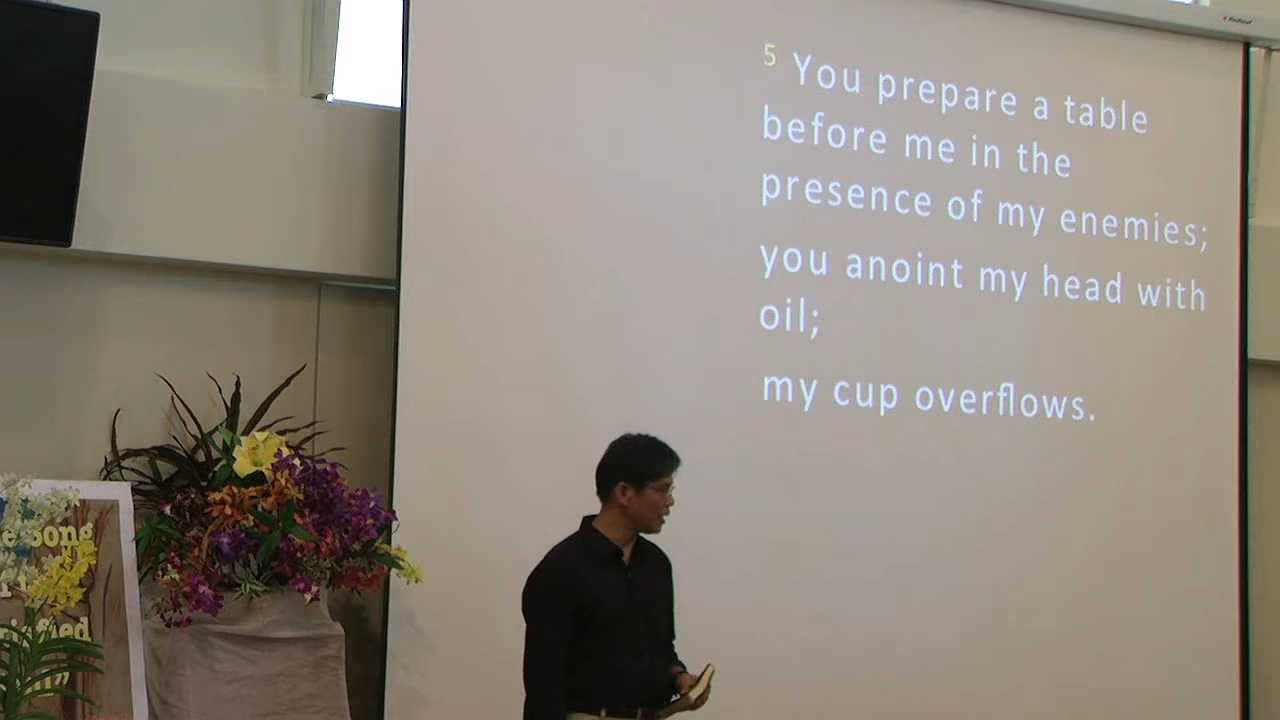 5 You prepare a table
before me in the
presence of my enemies;
you anoint my head with
oil;
my cup overflows.
Song